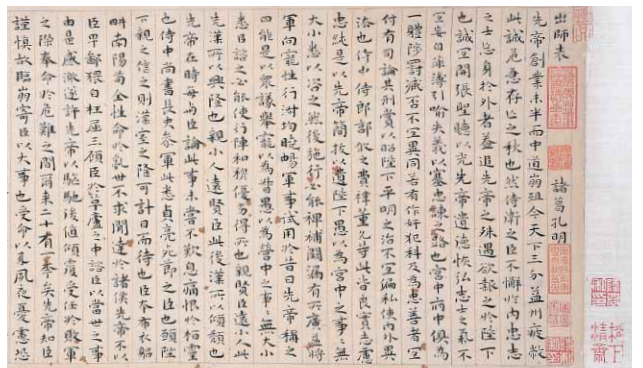 出師表 諸葛孔明
先帝創業未半而中道崩殂今天下三分益州疲敝
此誠危急存亡之秋也然侍衛之臣不懈於內忠志
之士忘身於外者蓋追先帝之殊遇欲報之於陛下
也誠宜開張聖聽以光先帝遺德恢弘志士之氣不
宜妄自菲薄引喻失義以塞忠諫之路也宮中府中俱為
一體陟罰臧否不宜異同若有作奸犯科及為忠善者宜
付有司論其刑賞以昭陛下平明之治不宜偏私使內外異
法也侍中侍郎郭攸之費禕董允等此皆良實志慮
忠純是以先帝簡拔以遺陛下愚以為宮中之事事無
大小悉以咨之然後施行必能裨補闕漏有所廣益將
軍向寵性行淑均曉暢軍事試用於昔日先帝稱之
曰能是以眾議舉寵以為督愚以為營中之事事無大小
悉以諮之必能使行陣和穆優劣得所也親賢臣遠小人此
先漢所以興隆也親小人遠賢臣此後漢所以傾頹也
先帝在時每與臣論此事未嘗不歎息痛恨於桓靈
也侍中尚書長史參軍此悉貞亮死節之臣也願陛
下親之信之則漢室之隆可計日而待也臣本布衣躬
耕南陽苟全性命於亂世不求聞達於諸侯先帝不以
臣卑鄙猥自枉屈三顧臣於草廬之中諮臣以當世之事
由是感激遂許先帝以驅馳後值傾覆受任於敗軍
之際奉命於危難之間爾來二十有一年矣先帝知臣
謹慎故臨崩寄臣以大事也受命以來夙夜憂慮恐
松下清齋